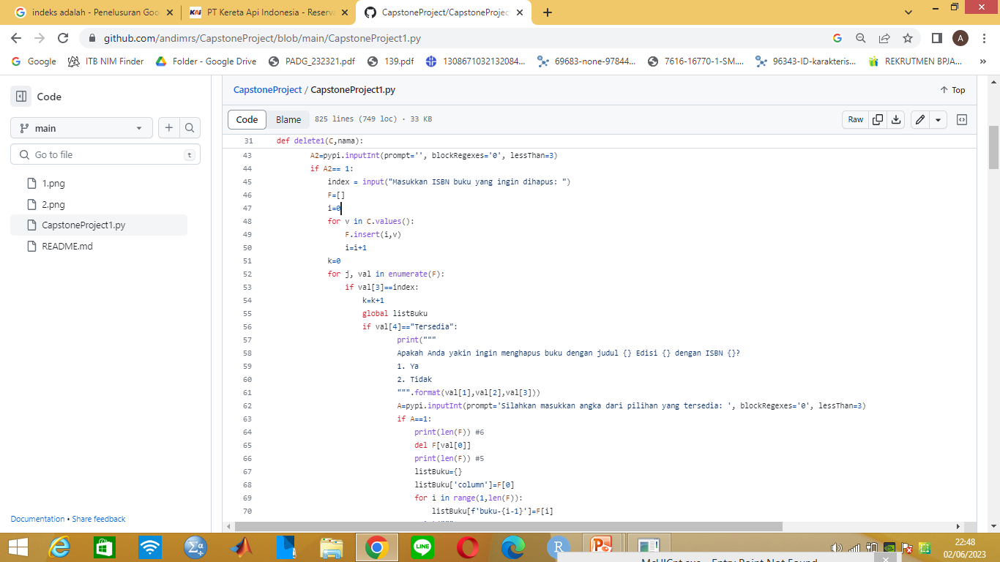 indeks adalah - Penelusuran Goo
PT Kereta Api Indonesia - Reserva
CapstoneProject/CapstoneProjec
github.com/andimrs/CapstoneProject/blob/main/CapstoneProject1.py
A
Google
ITB NIM Finder
Folder - Google Drive
PADG_232321.pdf
139.pdf
1308671032132084...
69683-none-97844...
7616-16770-1-SM....
96343-ID-karakteris...
REKRUTMEN BPJA...
»
Code
CapstoneProject / CapstoneProject1.py
Top
main
Code
Blame
825 lines (749 loc) · 33 KB
Raw
Go to file
t
1.png
2.png
CapstoneProject1.py
README.md
31 def delete1(C,nama):
43 A2=pypi.inputInt(prompt='', blockRegexes='0', lessThan=3)
44 if A2== 1:
45 index = input("Masukkan ISBN buku yang ingin dihapus: ")
46 F=[]
47 i=0
48 for v in C.values():
49 F.insert(i,v)
50 i=i+1
51 k=0
52 for j, val in enumerate(F):
53 if val[3]==index:
54 k=k+1
55 global listBuku
56 if val[4]=="Tersedia":
57 print("""
58 Apakah Anda yakin ingin menghapus buku dengan judul {} Edisi {} dengan ISBN {}?
59 1. Ya
60 2. Tidak
61 """.format(val[1],val[2],val[3]))
62 A=pypi.inputInt(prompt='Silahkan masukkan angka dari pilihan yang tersedia: ', blockRegexes='0', lessThan=3)
63 if A==1:
64 print(len(F)) #6
65 del F[val[0]]
66 print(len(F)) #5
67 listBuku={}
68 listBuku['column']=F[0]
69 for i in range(1,len(F)):
70 listBuku[f'buku-{i-1}']=F[i]
Documentation • Share feedback
LINE
R
22:48
02/06/2023